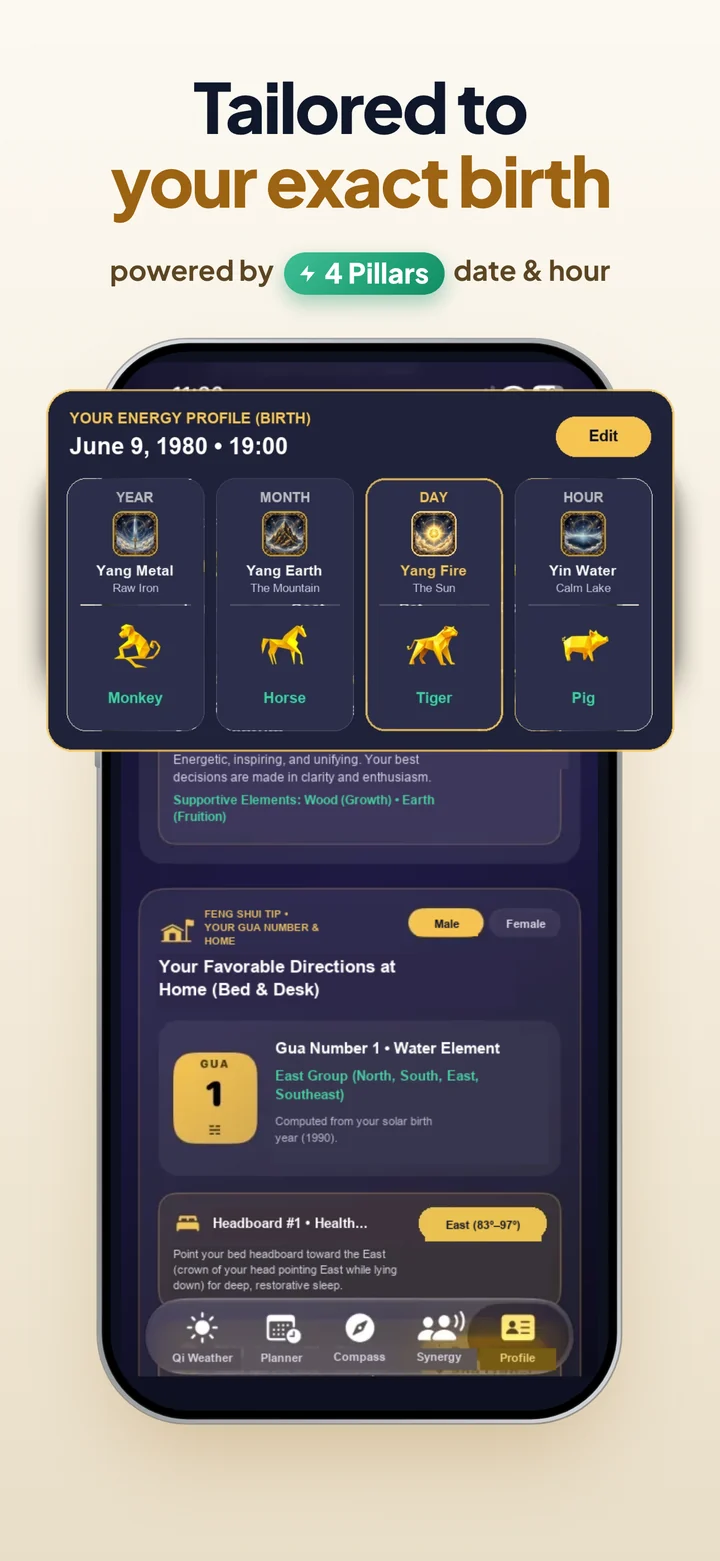 Tailored to
your exact birth
powered by 4 Pillars date & hour
YOUR ENERGY PROFILE (BIRTH)
June 9, 1980 • 19:00
Edit
YEAR
Yang Metal
Raw Iron
Monkey
MONTH
Yang Earth
The Mountain
Horse
DAY
Yang Fire
The Sun
Tiger
HOUR
Yin Water
Calm Lake
Pig
Energetic, inspiring, and unifying. Your best
decisions are made in clarity and enthusiasm.
Supportive Elements: Wood (Growth) • Earth
(Fruition)
FENG SHUI TIP •
YOUR GUA NUMBER &
HOME
Male
Female
Your Favorable Directions at
Home (Bed & Desk)
GUA
1
Gua Number 1 • Water Element
East Group (North, South, East,
Southeast)
Computed from your solar birth
year (1990).
Headboard #1 • Health...
East (83°–97°)
Point your bed headboard toward the East
(crown of your head pointing East while lying
down) for deep, restorative sleep.
Qi Weather
Planner
Compass
Synergy
Profile